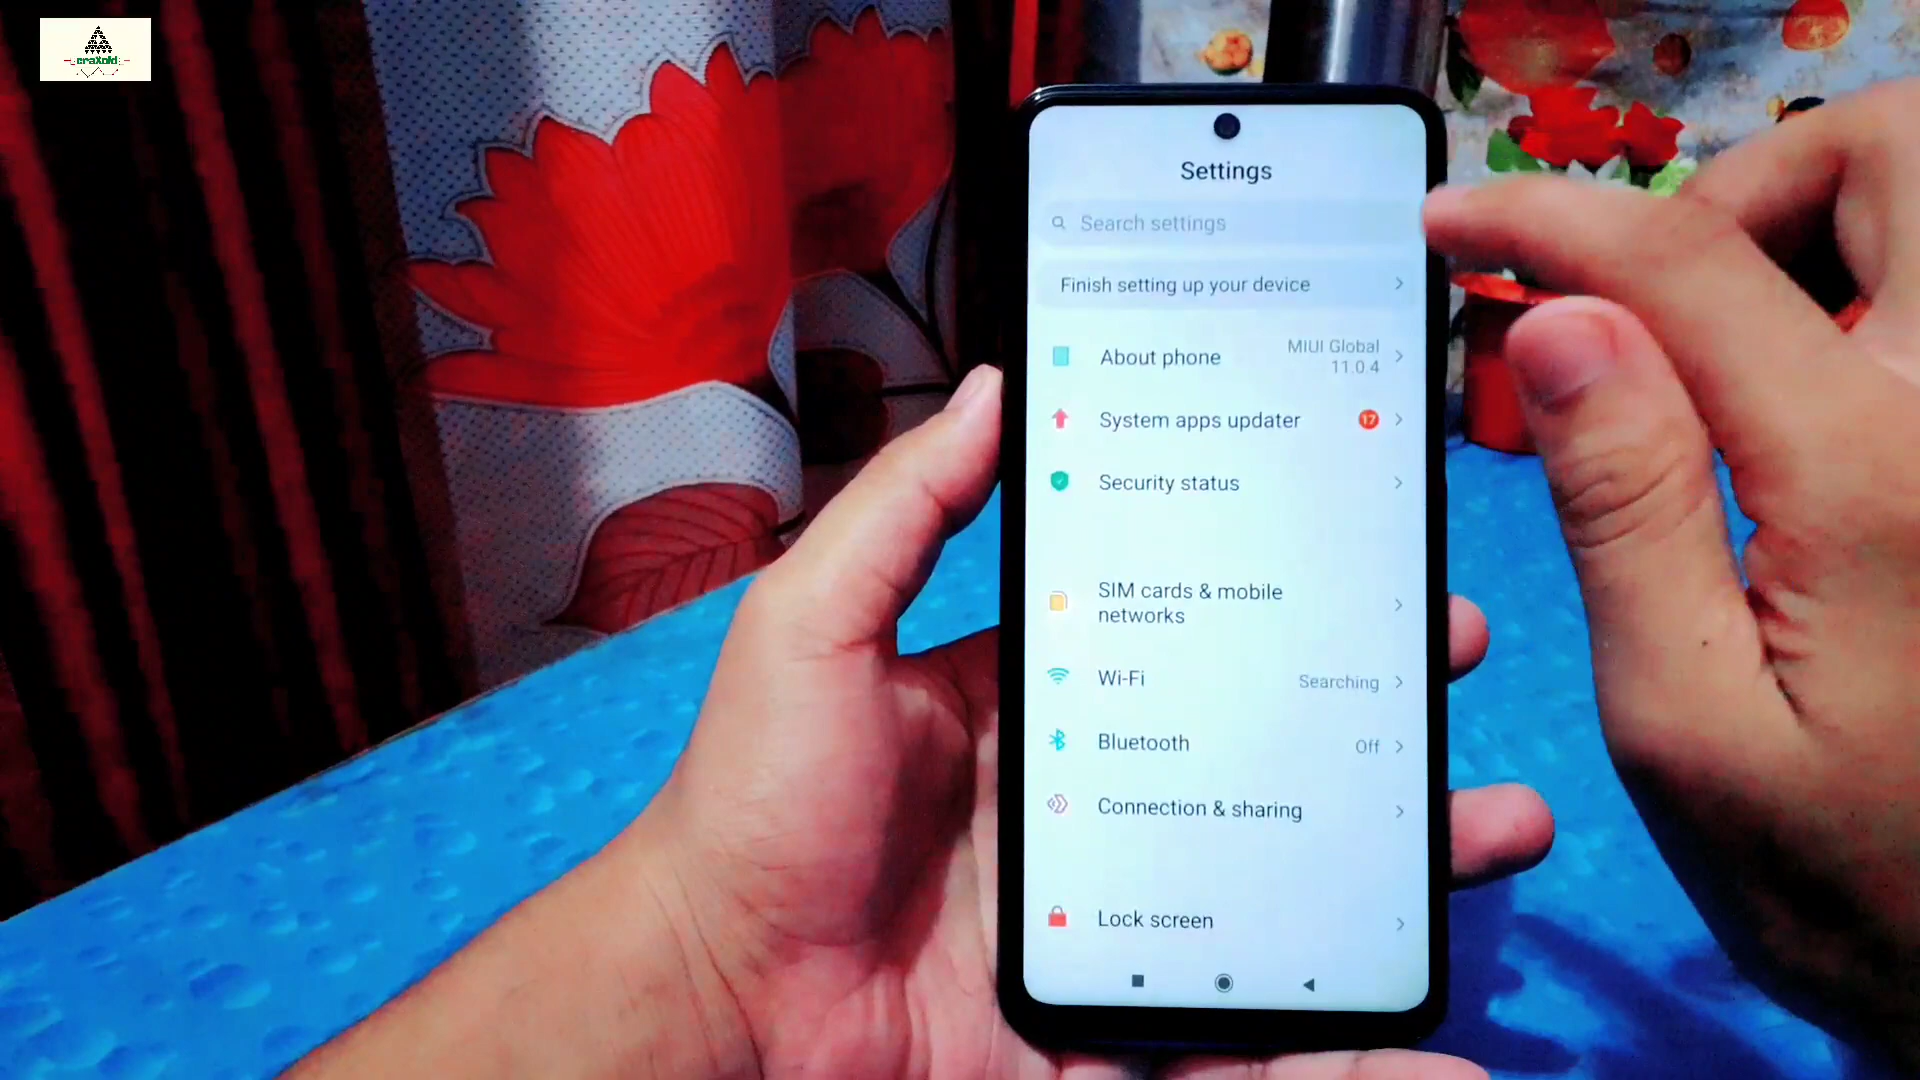 craXoid
Settings
Search settings
Finish setting up your device
About phone
MIUI Global
11.0.4
System apps updater
17
Security status
SIM cards & mobile
networks
Wi-Fi
Searching
Bluetooth
Off
Connection & sharing
Lock screen